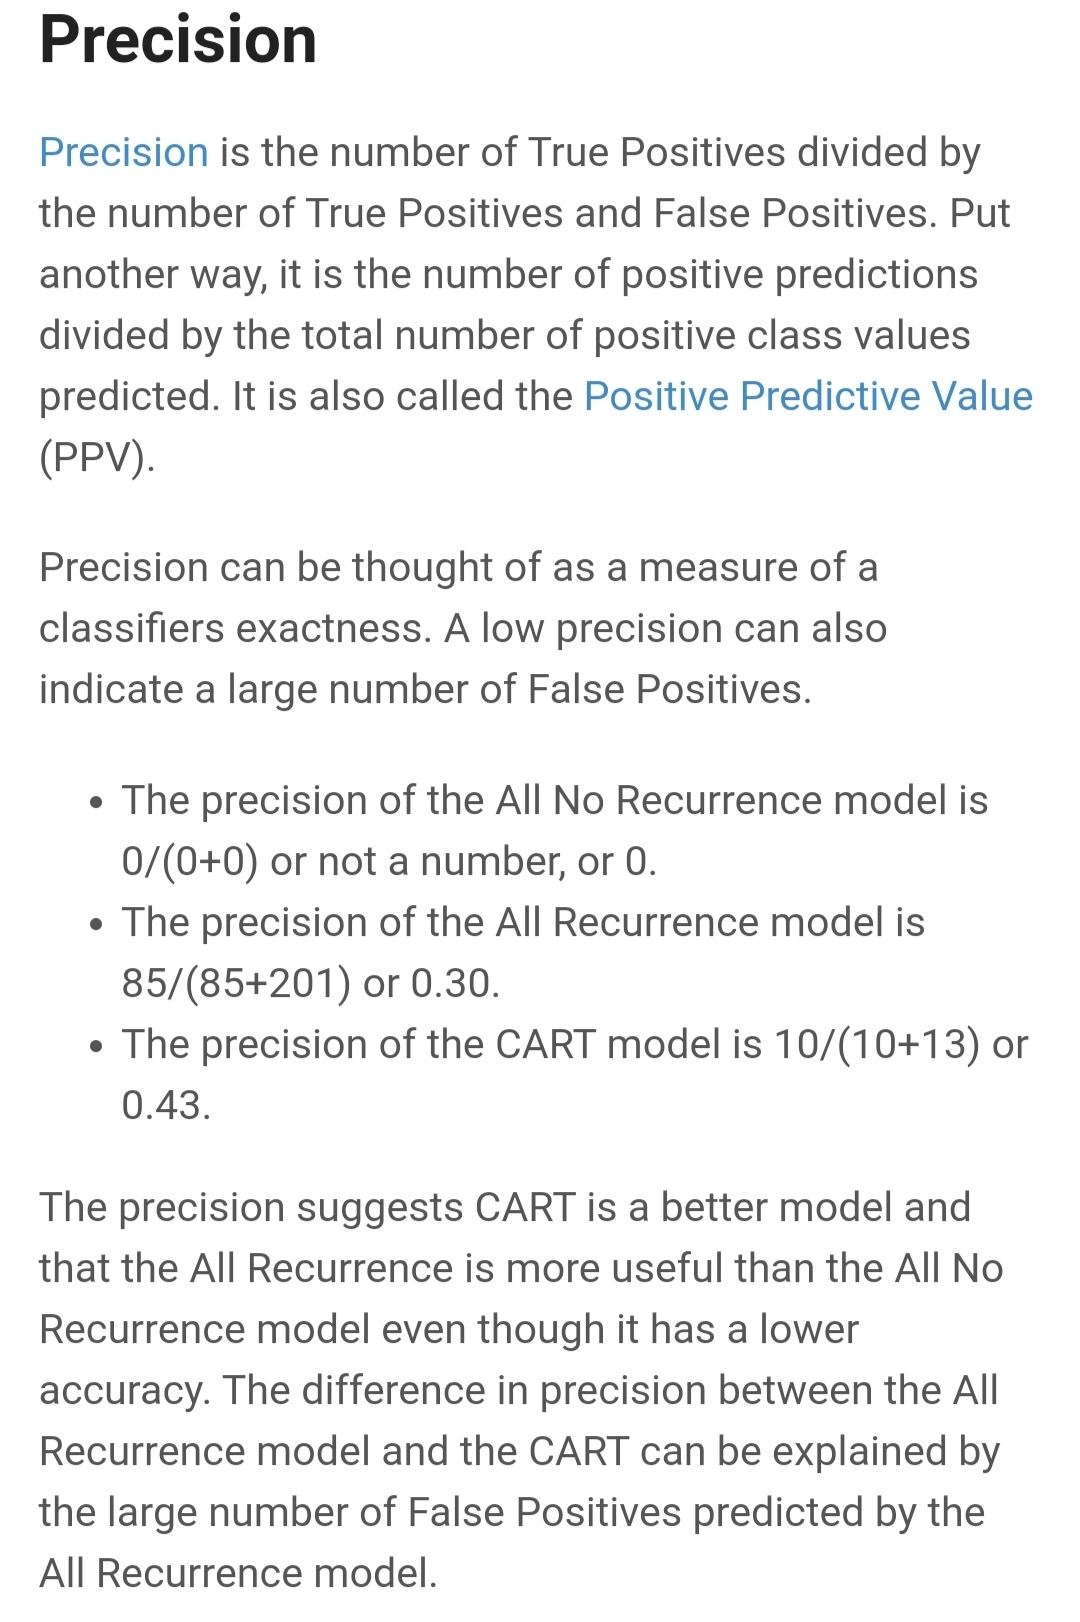 Precision
Precision is the number of True Positives divided by
the number of True Positives and False Positives. Put
another way, it is the number of positive predictions
divided by the total number of positive class values
predicted. It is also called the Positive Predictive Value
(PPV).
Precision can be thought of as a measure of a
classifiers exactness. A low precision can also
indicate a large number of False Positives.
• The precision of the All No Recurrence model is
0/(0+0) or not a number, or 0.
• The precision of the All Recurrence model is
85/(85+201) or 0.30.
• The precision of the CART model is 10/(10+13) or
0.43.
The precision suggests CART is a better model and
that the All Recurrence is more useful than the All No
Recurrence model even though it has a lower
accuracy. The difference in precision between the All
Recurrence model and the CART can be explained by
the large number of False Positives predicted by the
All Recurrence model.